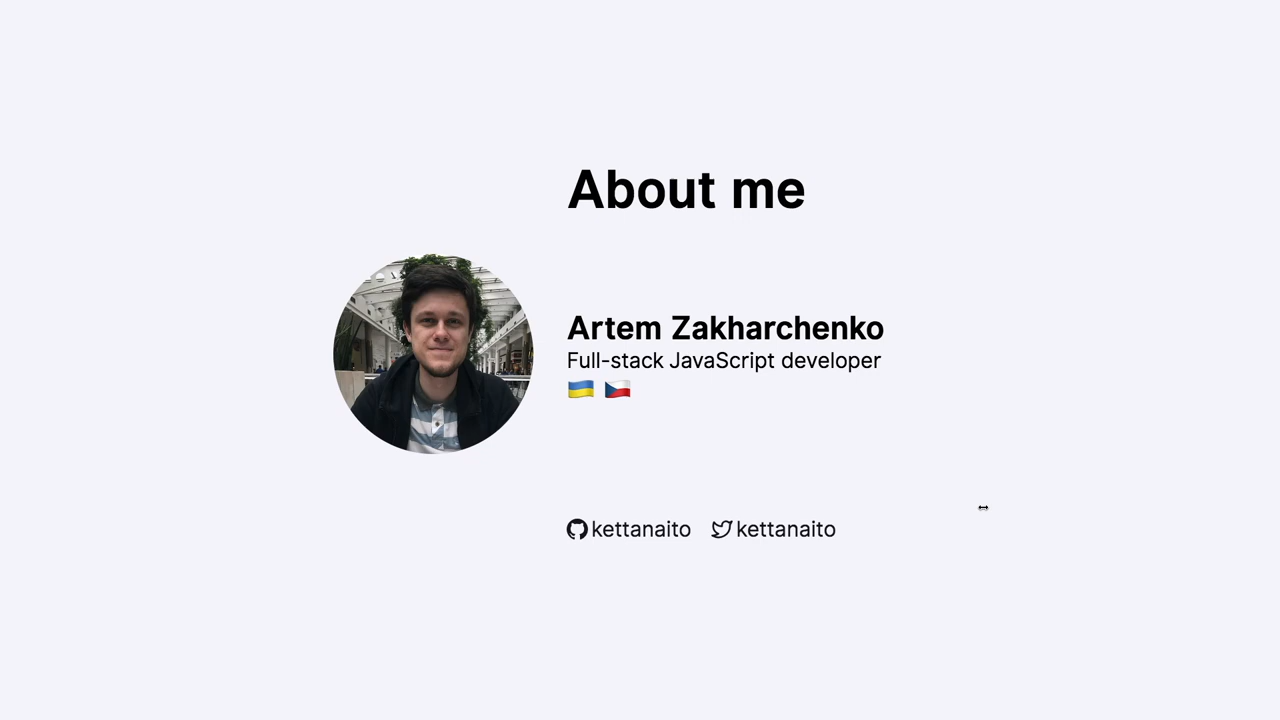 About me
Artem Zakharchenko
Full-stack JavaScript developer
kettanaito kettanaito